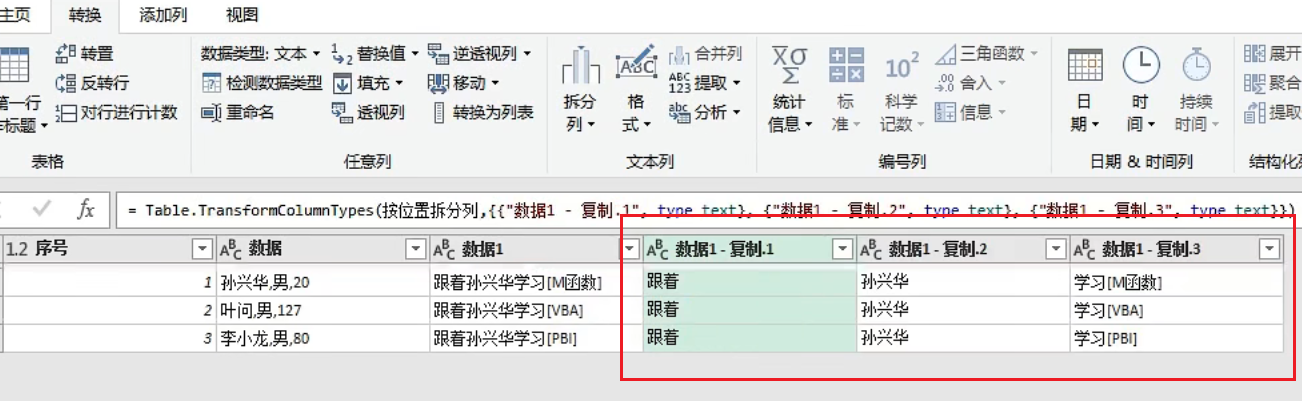 主页 转换 添加列 视图
转置 数据类型: 文本 替换值 逆透视列 合并列 三角函数 展开
反转行 检测数据类型 填充 移动 ABC 123 提取 舍入 聚合
第一行 标题 对行进行计数 重命名 透视列 转换为列表 拆分列 格式 分析 统计信息 标准 科学记数 信息 日期 时间 持续时间 提取
表格 任意列 文本列 编号列 日期 & 时间列
fx = Table.TransformColumnTypes(按位置拆分列,{{"数据1 - 复制.1", type text}, {"数据1 - 复制.2", type text}, {"数据1 - 复制.3", type text}})
1.2 序号 ABC 数据 ABC 数据1 ABC 数据1 - 复制.1 ABC 数据1 - 复制.2 ABC 数据1 - 复制.3
1 孙兴华,男,20 跟着孙兴华学习[M函数] 跟着 孙兴华 学习[M函数]
2 叶问,男,127 跟着孙兴华学习[VBA] 跟着 孙兴华 学习[VBA]
3 李小龙,男,80 跟着孙兴华学习[PBI] 跟着 孙兴华 学习[PBI]